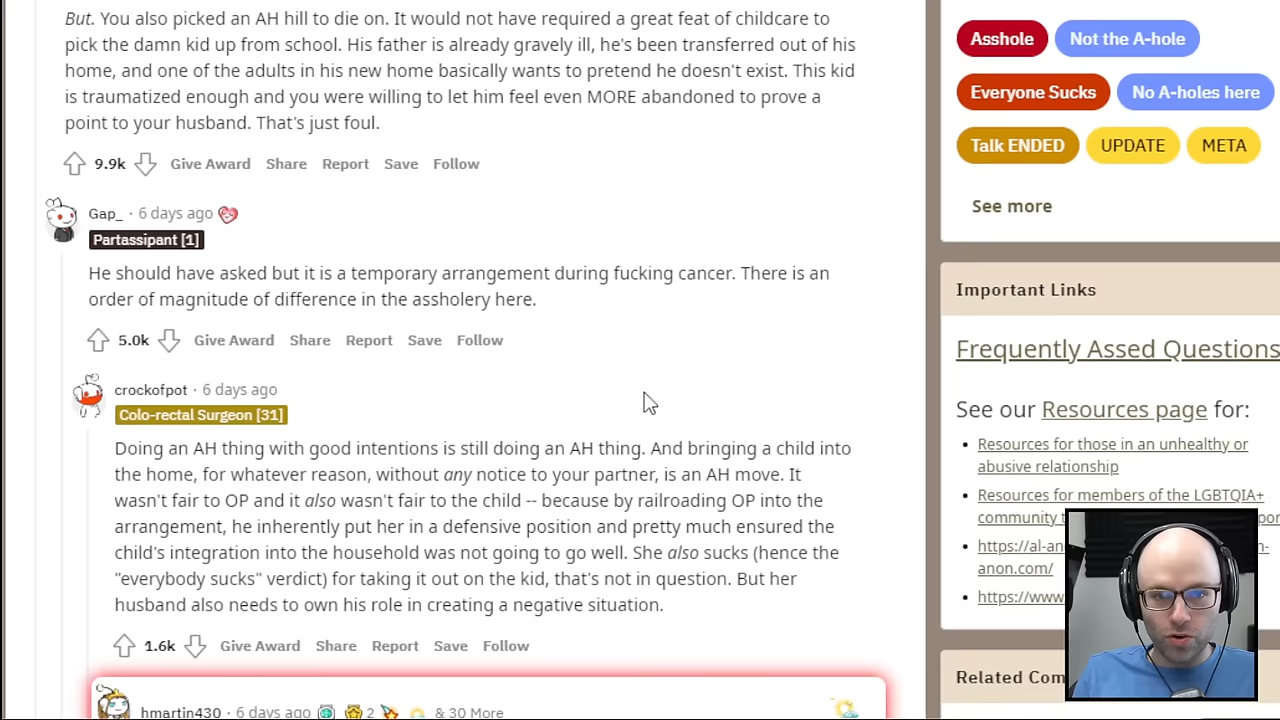 But. You also picked an AH hill to die on. It would not have required a great feat of childcare to
pick the damn kid up from school. His father is already gravely ill, he's been transferred out of his
home, and one of the adults in his new home basically wants to pretend he doesn't exist. This kid
is traumatized enough and you were willing to let him feel even MORE abandoned to prove a
point to your husband. That's just foul.
9.9k Give Award Share Report Save Follow
Gap_ · 6 days ago
Partassipant [1]
He should have asked but it is a temporary arrangement during fucking cancer. There is an
order of magnitude of difference in the assholery here.
5.0k Give Award Share Report Save Follow
crockofpot · 6 days ago
Colo-rectal Surgeon [31]
Doing an AH thing with good intentions is still doing an AH thing. And bringing a child into
the home, for whatever reason, without any notice to your partner, is an AH move. It
wasn't fair to OP and it also wasn't fair to the child -- because by railroading OP into the
arrangement, he inherently put her in a defensive position and pretty much ensured the
child's integration into the household was not going to go well. She also sucks (hence the
"everybody sucks" verdict) for taking it out on the kid, that's not in question. But her
husband also needs to own his role in creating a negative situation.
1.6k Give Award Share Report Save Follow
hmartin430 · 6 days ago 2 & 30 More
Asshole Not the A-hole
Everyone Sucks No A-holes here
Talk ENDED UPDATE META
See more
Important Links
Frequently Assed Questions
See our Resources page for:
• Resources for those in an unhealthy or
abusive relationship
• Resources for members of the LGBTQIA+
community
• https://al-an
anon.com/
• https://www
Related Com